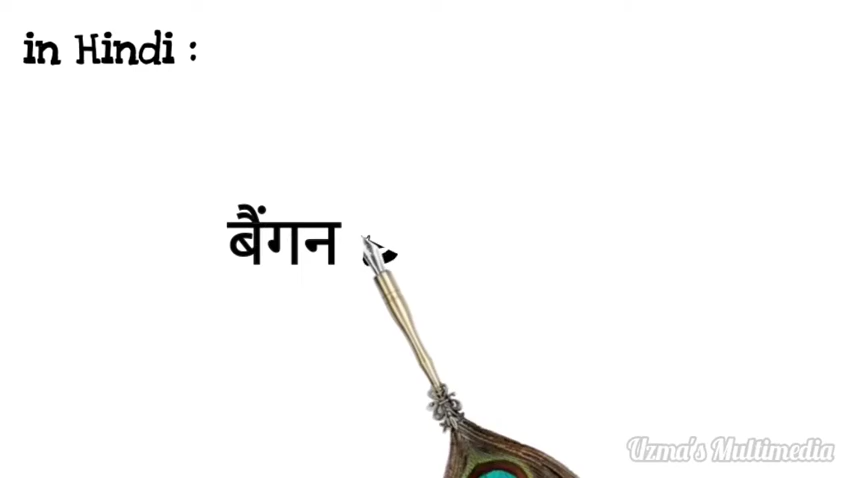 in Hindi :
बैंगन
Uzma's Multimedia